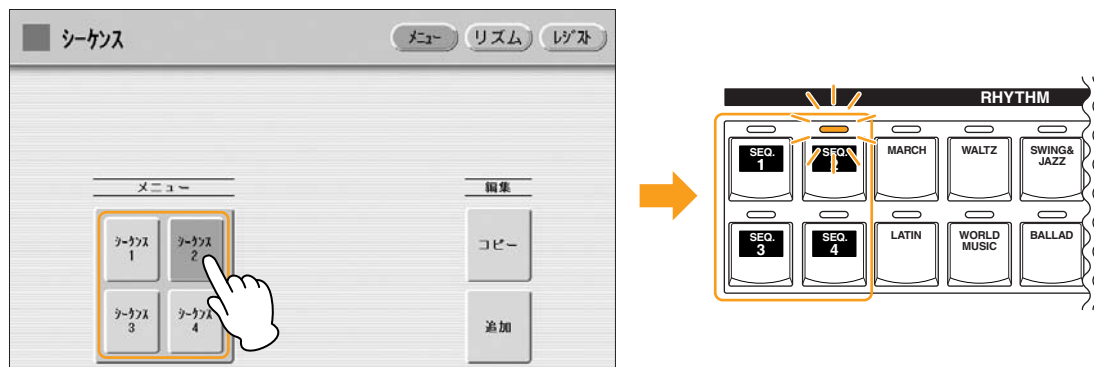 シーケンス
メニュー リズム レジスト
メニュー
シーケンス 1
シーケンス 2
シーケンス 3
シーケンス 4
編集
コピー
追加
RHYTHM
SEQ. 1
SEQ. 2
MARCH
WALTZ
SWING& JAZZ
SEQ. 3
SEQ. 4
LATIN
WORLD MUSIC
BALLAD